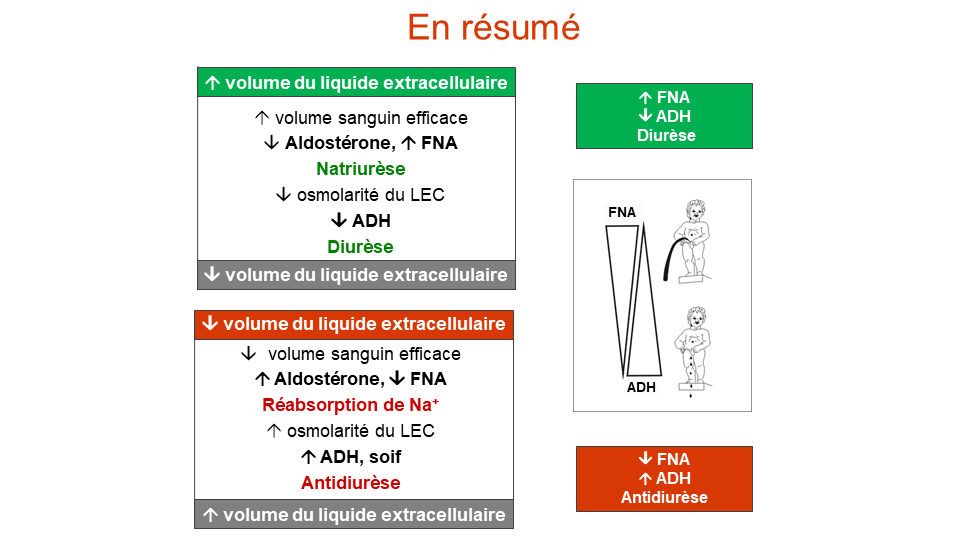 En résumé
↑ volume du liquide extracellulaire
↑ volume sanguin efficace
↓ Aldostérone, ↑ FNA
Natriurèse
↓ osmolarité du LEC
↓ ADH
Diurèse
↓ volume du liquide extracellulaire
↓ volume du liquide extracellulaire
↓ volume sanguin efficace
↑ Aldostérone, ↓ FNA
Réabsorption de Na⁺
↑ osmolarité du LEC
↑ ADH, soif
Antidiurèse
↑ volume du liquide extracellulaire
↑ FNA
↓ ADH
Diurèse
FNA
ADH
↓ FNA
↑ ADH
Antidiurèse